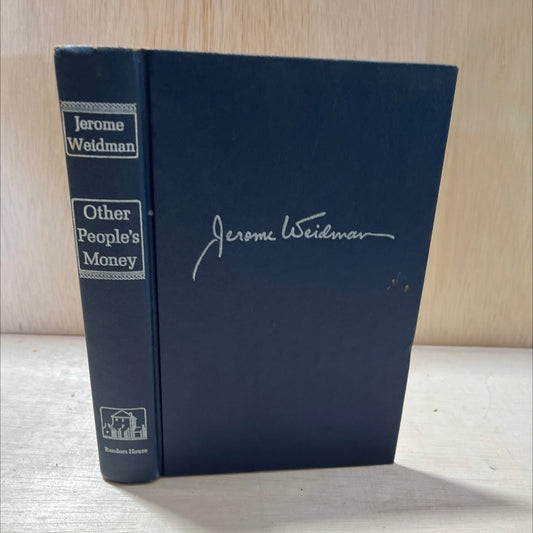 Jerome
Weidman
Other
People's
Money
Random House
Jerome Weidman